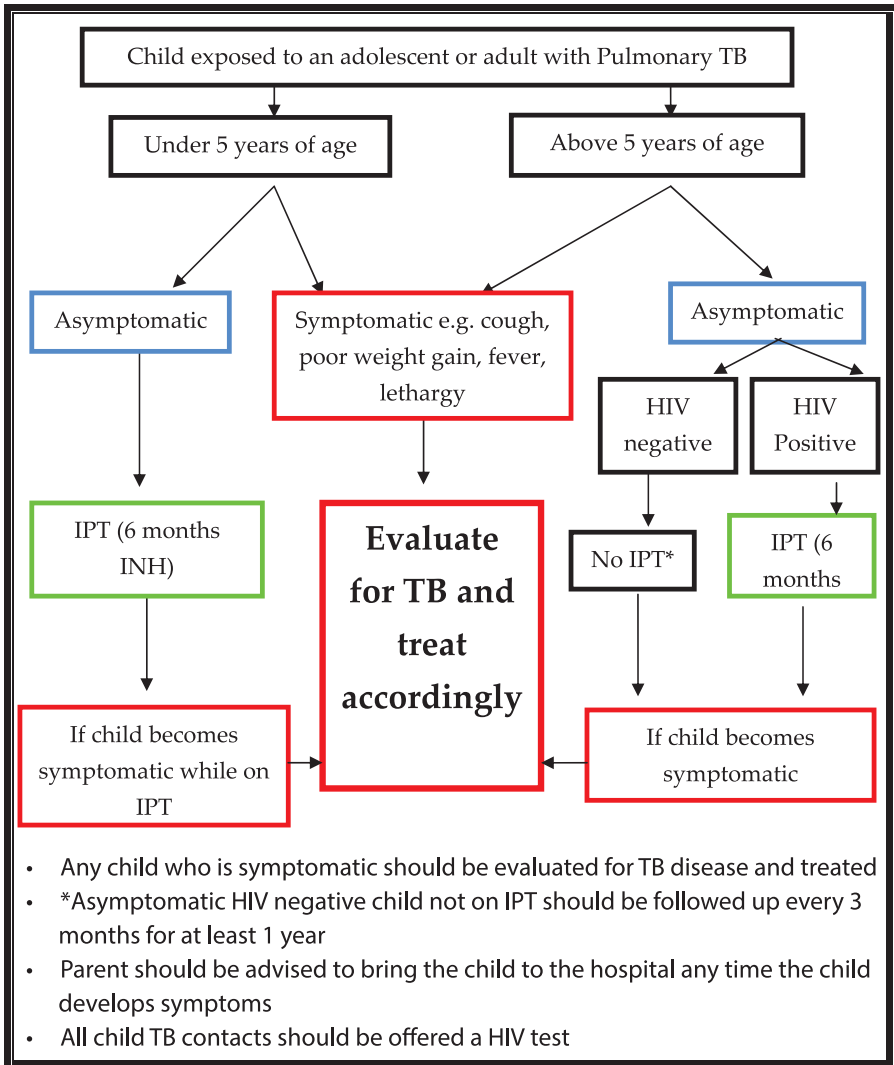 Child exposed to an adolescent or adult with Pulmonary TB
Under 5 years of age
Above 5 years of age
Asymptomatic
Symptomatic e.g. cough,
poor weight gain, fever,
lethargy
Asymptomatic
HIV
negative
HIV
Positive
IPT (6 months
INH)
Evaluate
for TB and
treat
accordingly
No IPT*
IPT (6
months
If child becomes
symptomatic while on
IPT
If child becomes
symptomatic
• Any child who is symptomatic should be evaluated for TB disease and treated
• *Asymptomatic HIV negative child not on IPT should be followed up every 3
months for at least 1 year
• Parent should be advised to bring the child to the hospital any time the child
develops symptoms
• All child TB contacts should be offered a HIV test